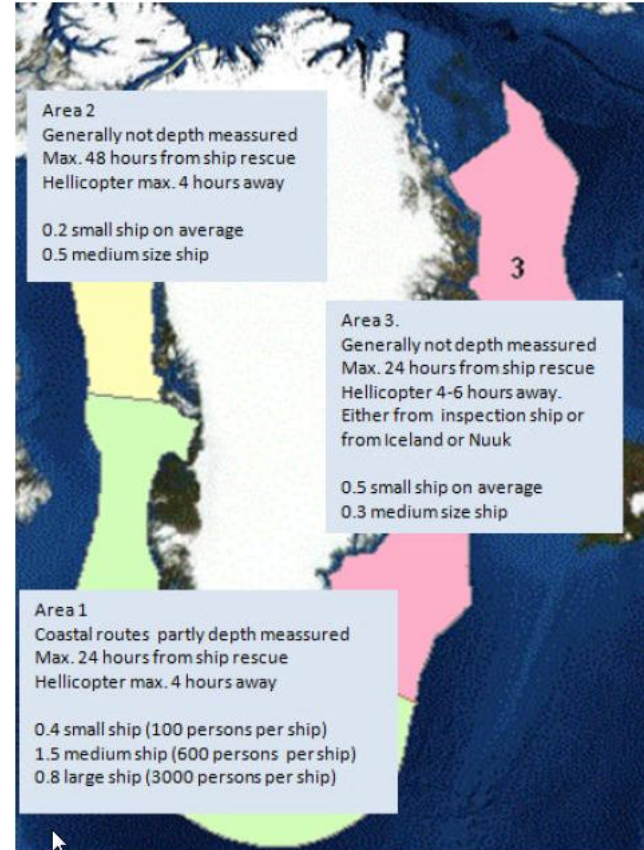 Area 2
Generally not depth meassured
Max. 48 hours from ship rescue
Hellicopter max. 4 hours away
0.2 small ship on average
0.5 medium size ship
3
Area 3.
Generally not depth meassured
Max. 24 hours from ship rescue
Hellicopter 4-6 hours away.
Either from inspection ship or
from Iceland or Nuuk
0.5 small ship on average
0.3 medium size ship
Area 1
Coastal routes partly depth meassured
Max. 24 hours from ship rescue
Hellicopter max. 4 hours away
0.4 small ship (100 persons per ship)
1.5 medium ship (600 persons per ship)
0.8 large ship (3000 persons per ship)